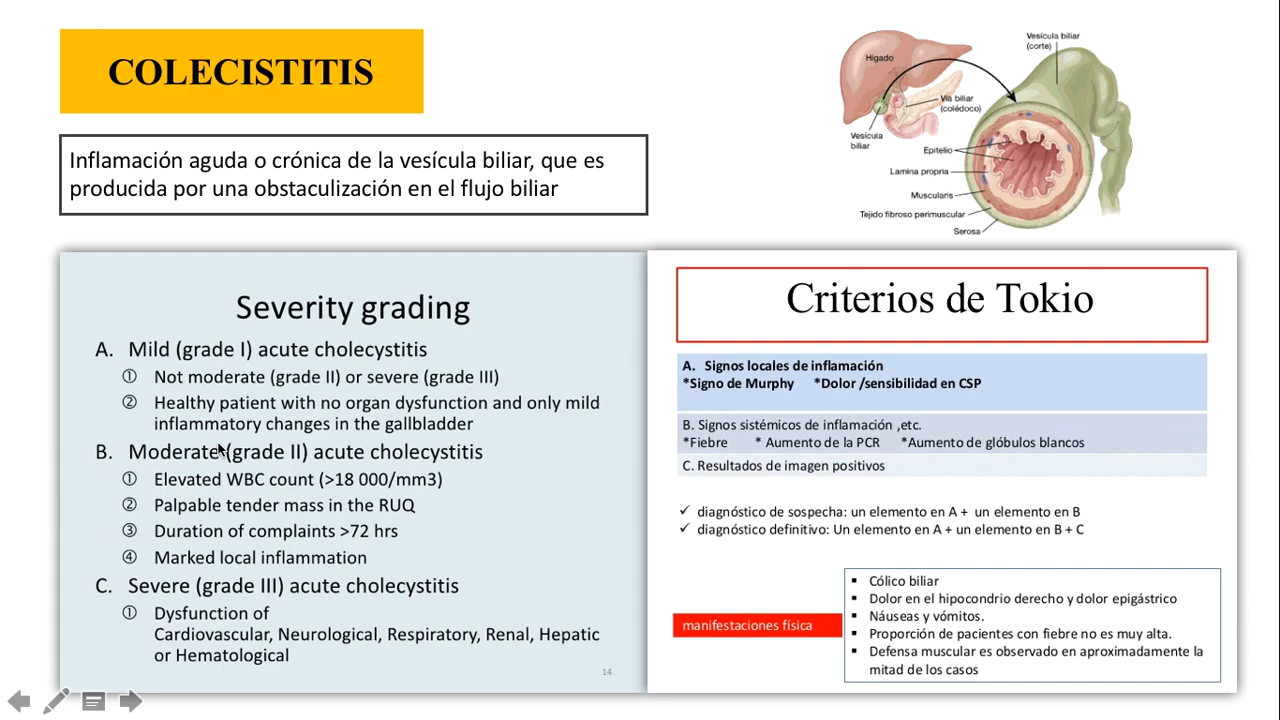 COLECISTITIS
Inflamación aguda o crónica de la vesícula biliar, que es
producida por una obstaculización en el flujo biliar
Vesícula biliar
(corte)
Hígado
Vía biliar
(colédoco)
Vesícula
biliar
Epitelio
Lamina propria
Muscularis
Tejido fibroso perimuscular
Serosa
Severity grading
A. Mild (grade I) acute cholecystitis
① Not moderate (grade II) or severe (grade III)
② Healthy patient with no organ dysfunction and only mild
inflammatory changes in the gallbladder
B. Moderate (grade II) acute cholecystitis
① Elevated WBC count (>18 000/mm3)
② Palpable tender mass in the RUQ
③ Duration of complaints >72 hrs
④ Marked local inflammation
C. Severe (grade III) acute cholecystitis
① Dysfunction of
Cardiovascular, Neurological, Respiratory, Renal, Hepatic
or Hematological
14
Criterios de Tokio
A. Signos locales de inflamación
*Signo de Murphy *Dolor /sensibilidad en CSP
B. Signos sistémicos de inflamación ,etc.
*Fiebre * Aumento de la PCR *Aumento de glóbulos blancos
C. Resultados de imagen positivos
✓ diagnóstico de sospecha: un elemento en A + un elemento en B
✓ diagnóstico definitivo: Un elemento en A + un elemento en B + C
manifestaciones física
▪ Cólico biliar
▪ Dolor en el hipocondrio derecho y dolor epigástrico
▪ Náuseas y vómitos.
▪ Proporción de pacientes con fiebre no es muy alta.
▪ Defensa muscular es observado en aproximadamente la
mitad de los casos